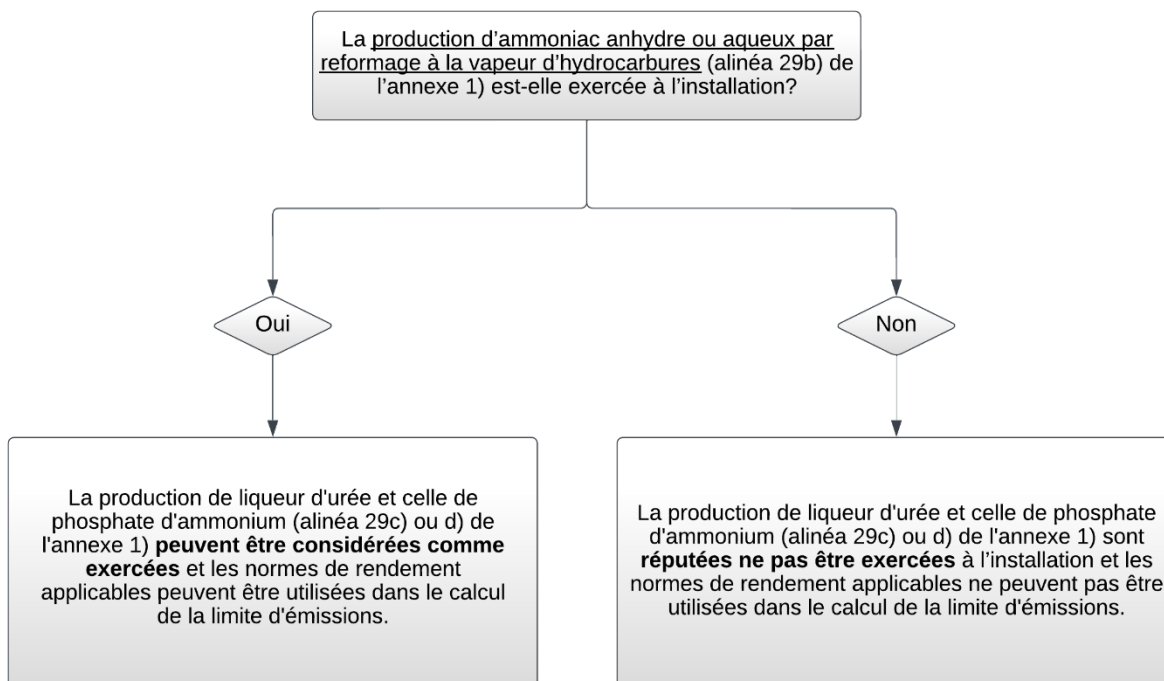 La production d’ammoniac anhydre ou aqueux par
reformage à la vapeur d’hydrocarbures (alinéa 29b) de
l’annexe 1) est-elle exercée à l’installation?
Oui
Non
La production de liqueur d'urée et celle de
phosphate d'ammonium (alinéa 29c) ou d) de
l'annexe 1) peuvent être considérées comme
exercées et les normes de rendement
applicables peuvent être utilisées dans le calcul
de la limite d'émissions.
La production de liqueur d'urée et celle de phosphate
d'ammonium (alinéa 29c) ou d) de l'annexe 1) sont
réputées ne pas être exercées à l’installation et les
normes de rendement applicables ne peuvent pas être
utilisées dans le calcul de la limite d'émissions.